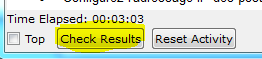 Time Elapsed: 00:03:03
Top Check Results Reset Activity